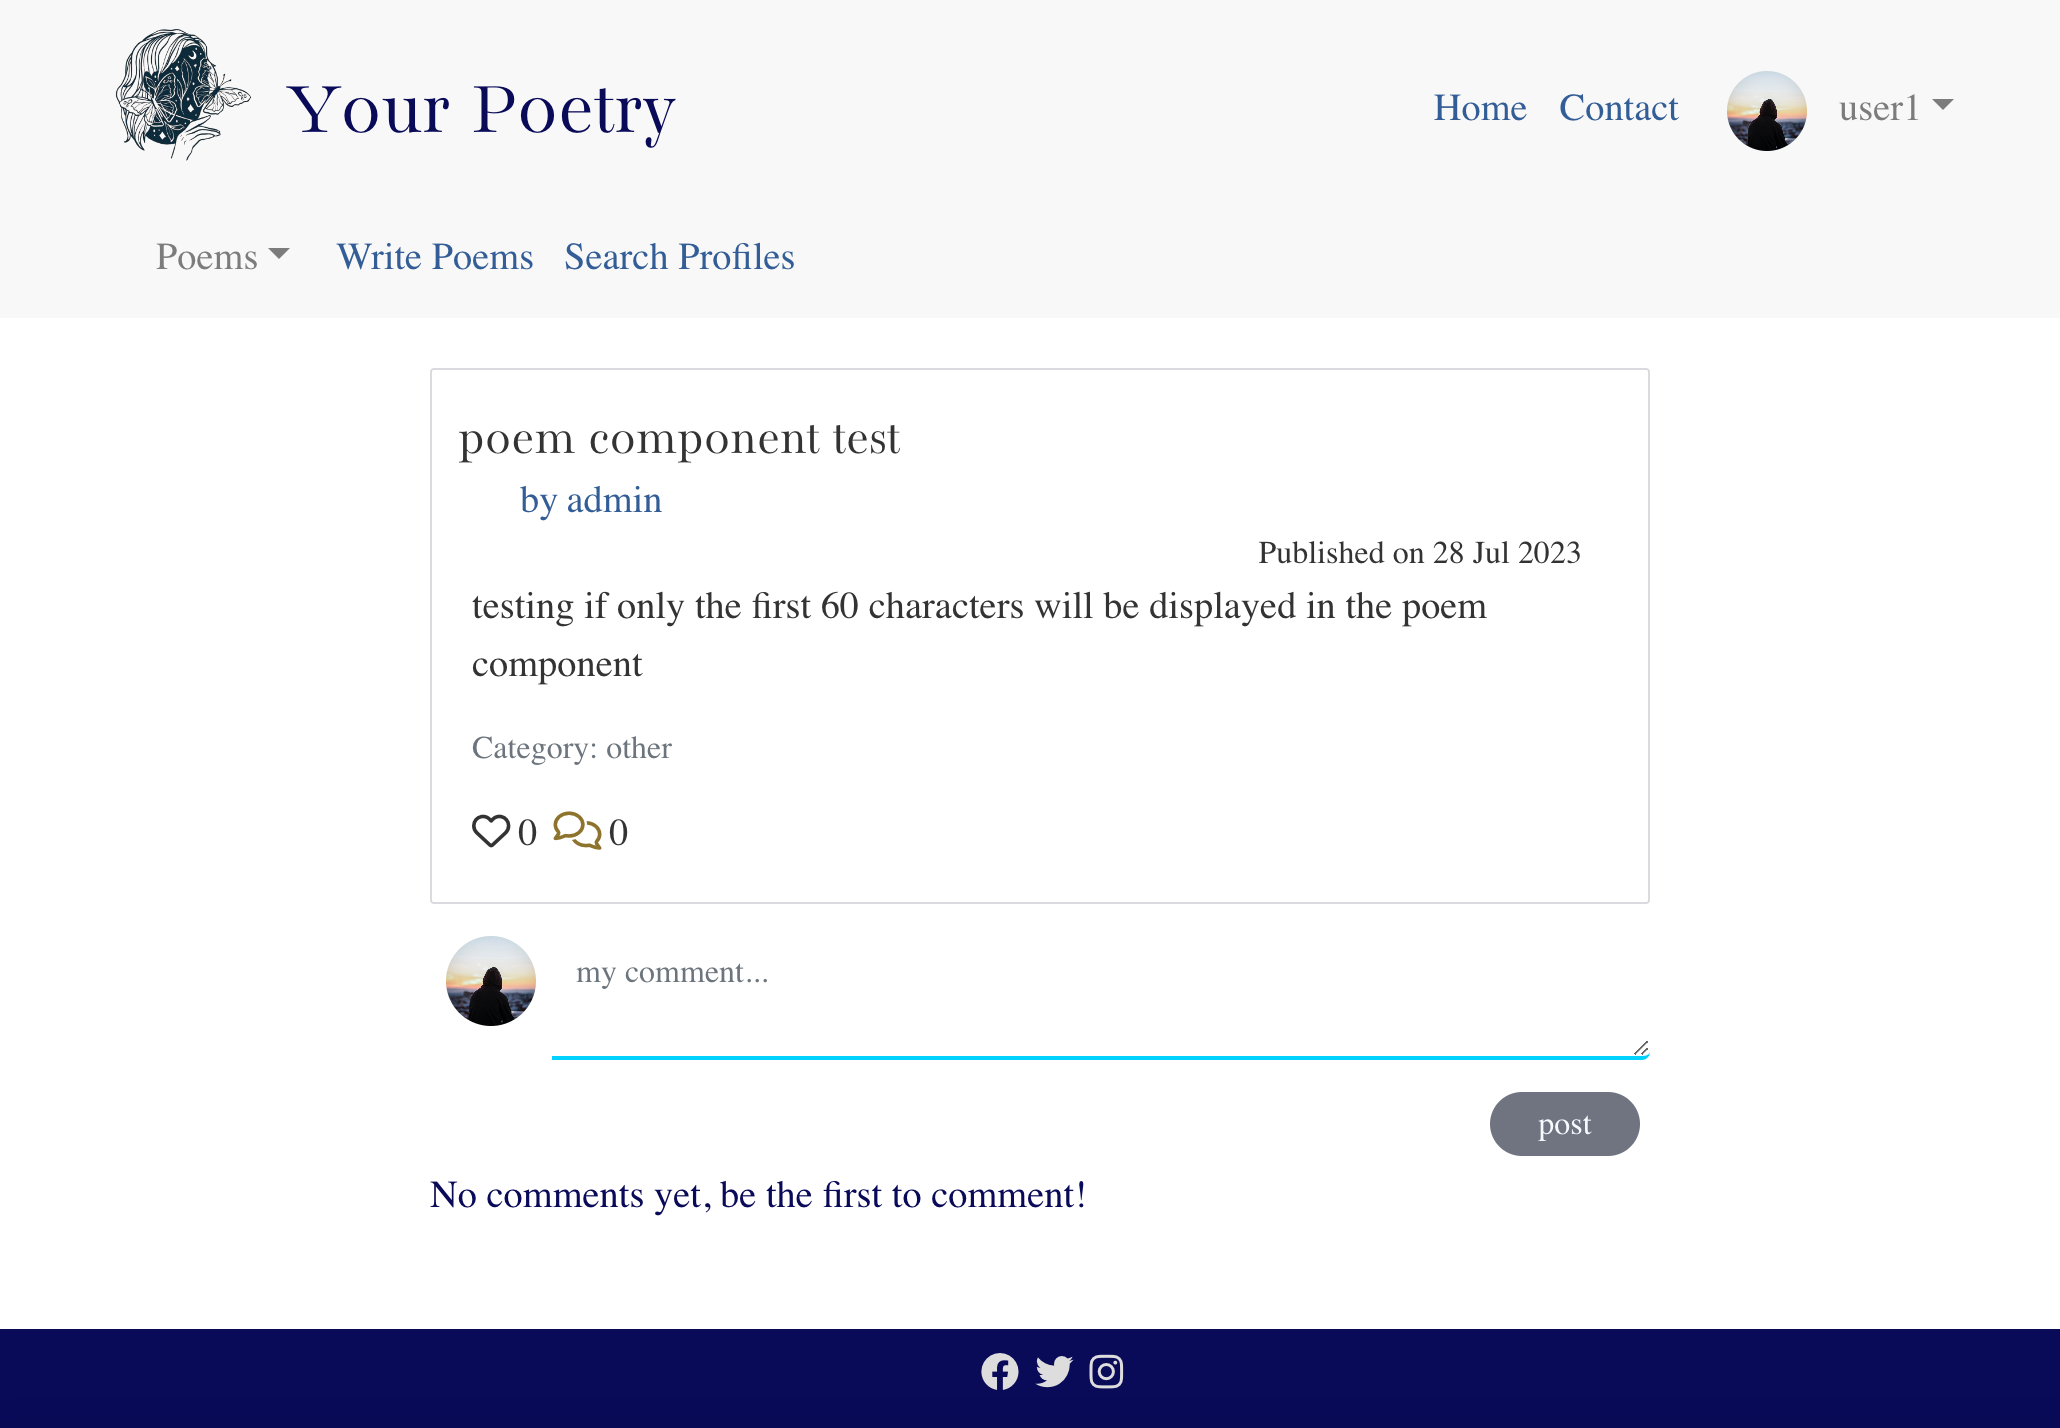 Your Poetry
Home Contact user1
Poems Write Poems Search Profiles
poem component test
by admin
Published on 28 Jul 2023
testing if only the first 60 characters will be displayed in the poem
component
Category: other
0 0
my comment...
post
No comments yet, be the first to comment!